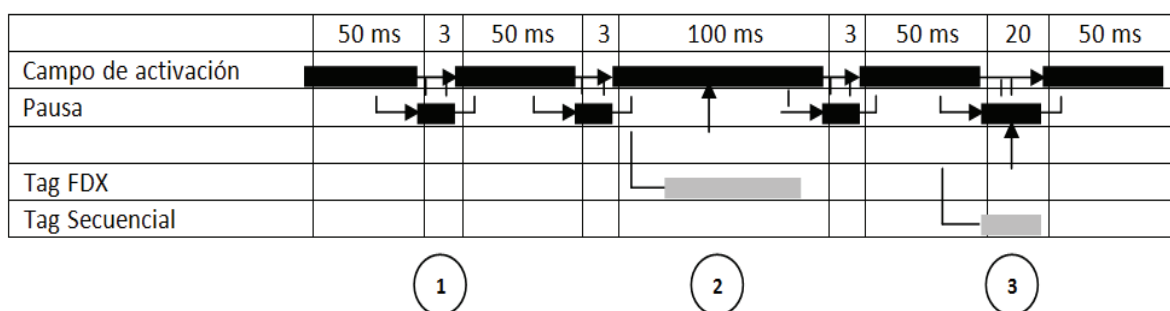 50 ms 3 50 ms 3 100 ms 3 50 ms 20 50 ms
Campo de activación
Pausa
Tag FDX
Tag Secuencial
1 2 3